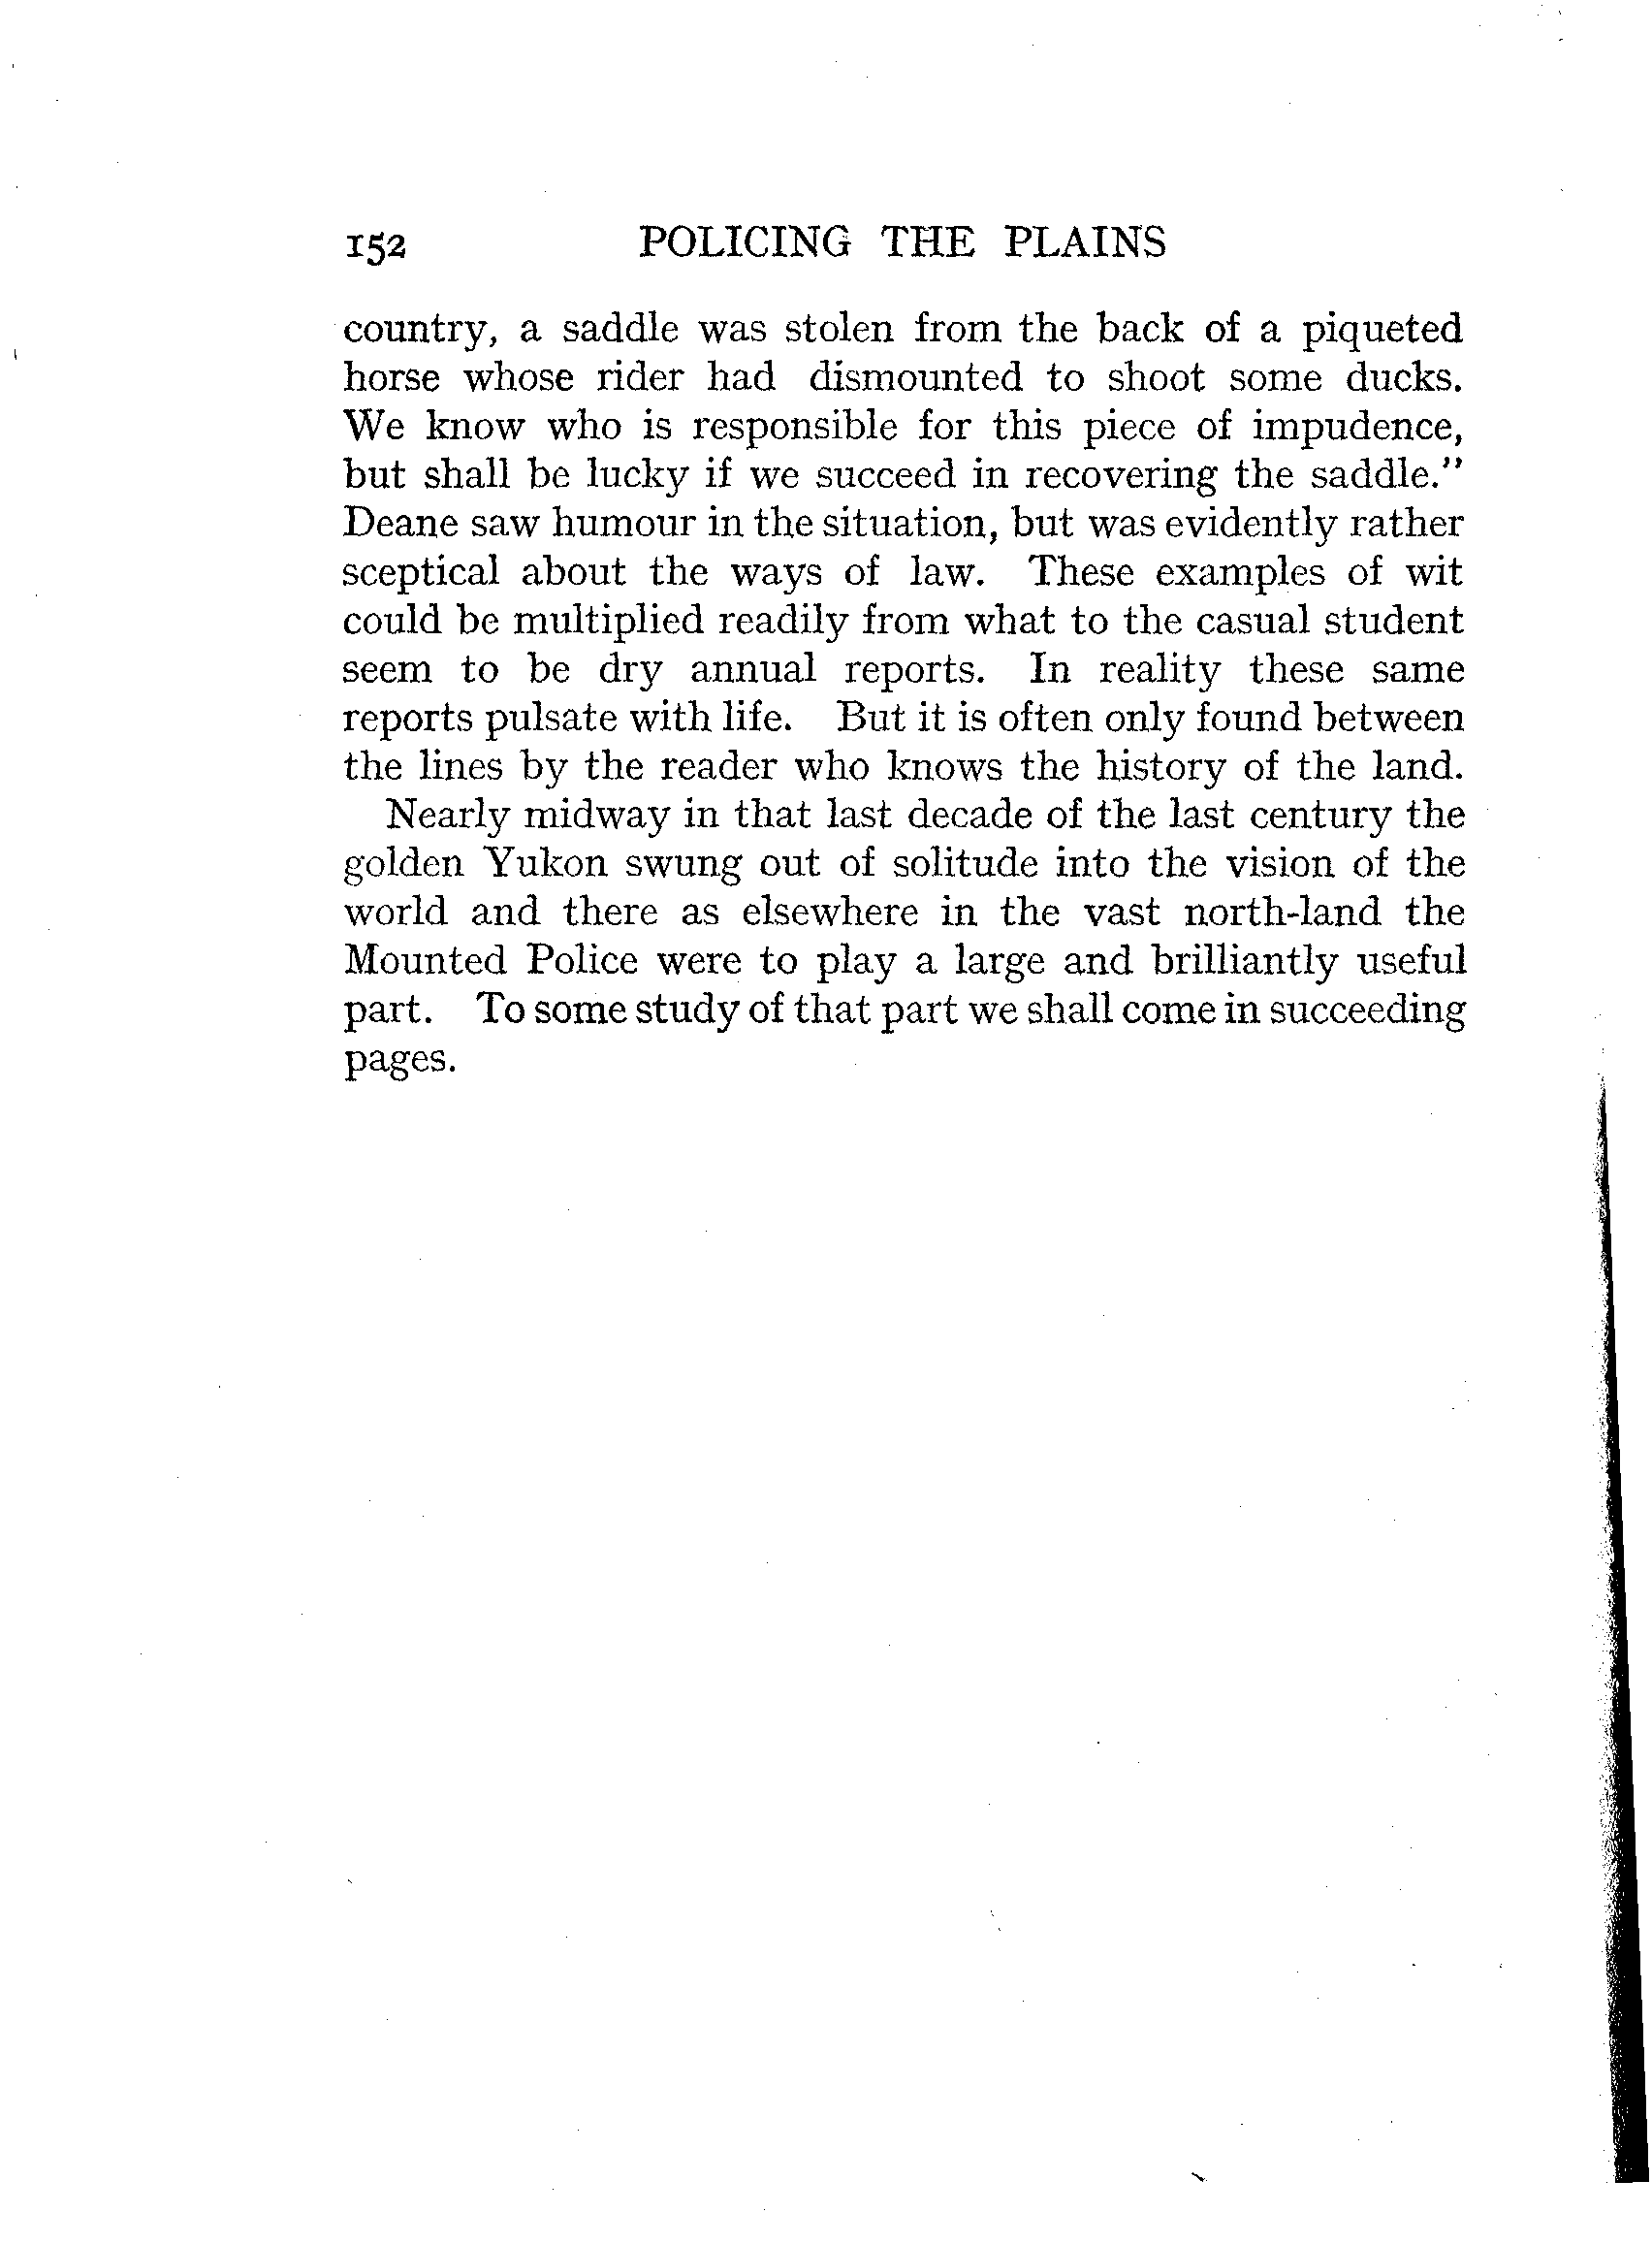 152 POLICING THE PLAINS
country, a saddle was stolen from the back of a piqueted
horse whose rider had dismounted to shoot some ducks.
We know who is responsible for this piece of impudence,
but shall be lucky if we succeed in recovering the saddle."
Deane saw humour in the situation, but was evidently rather
sceptical about the ways of law. These examples of wit
could be multiplied readily from what to the casual student
seem to be dry annual reports. In reality these same
reports pulsate with life. But it is often only found between
the lines by the reader who knows the history of the land.
Nearly midway in that last decade of the last century the
golden Yukon swung out of solitude into the vision of the
world and there as elsewhere in the vast north-land the
Mounted Police were to play a large and brilliantly useful
part. To some study of that part we shall come in succeeding
pages.